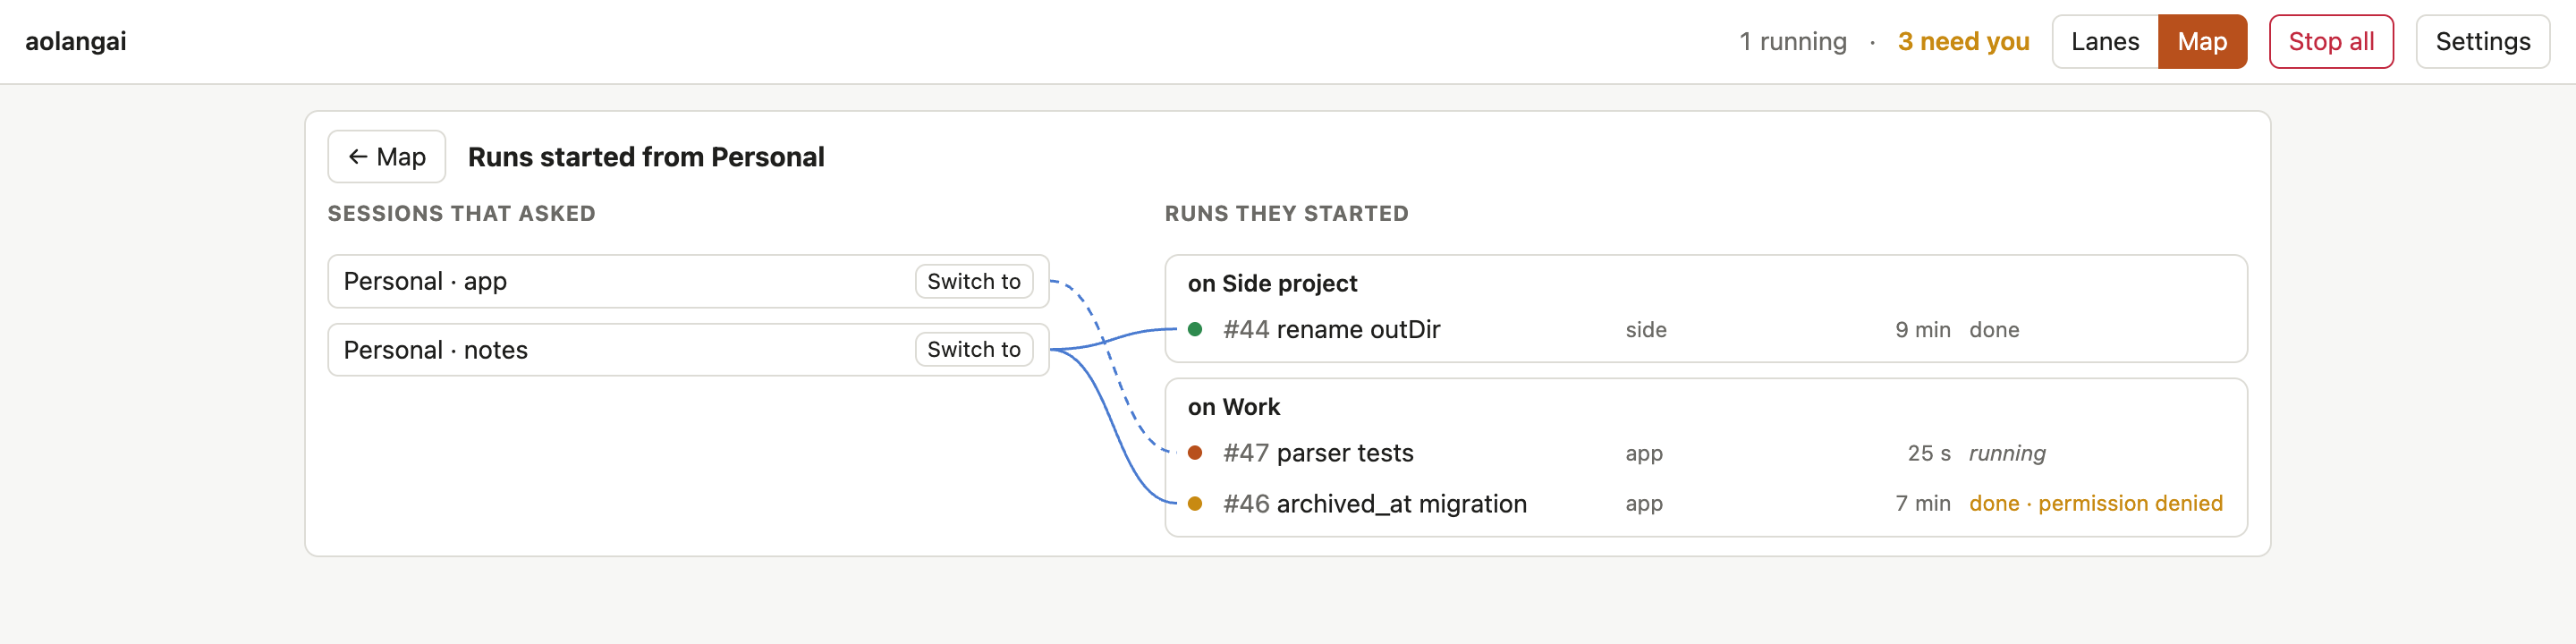 aolangai
1 running · 3 need you Lanes Map Stop all Settings
← Map Runs started from Personal
SESSIONS THAT ASKED
Personal · app Switch to
Personal · notes Switch to
RUNS THEY STARTED
on Side project
#44 rename outDir side 9 min done
on Work
#47 parser tests app 25 s running
#46 archived_at migration app 7 min done · permission denied